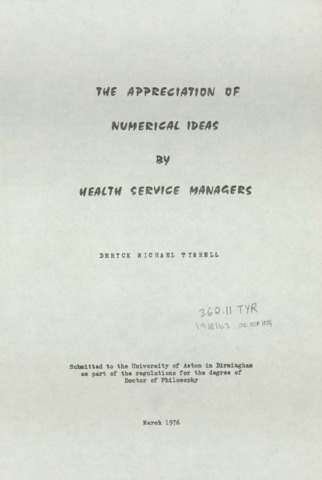 THE APPRECIATION OF
NUMERICAL IDEAS
BY
HEALTH SERVICE MANAGERS
DERYCK MICHAEL TYRRELL
360.11 TYR
198163
Submitted to the University of Aston in Birmingham
as part of the regulations for the degree of
Doctor of Philosophy
March 1976